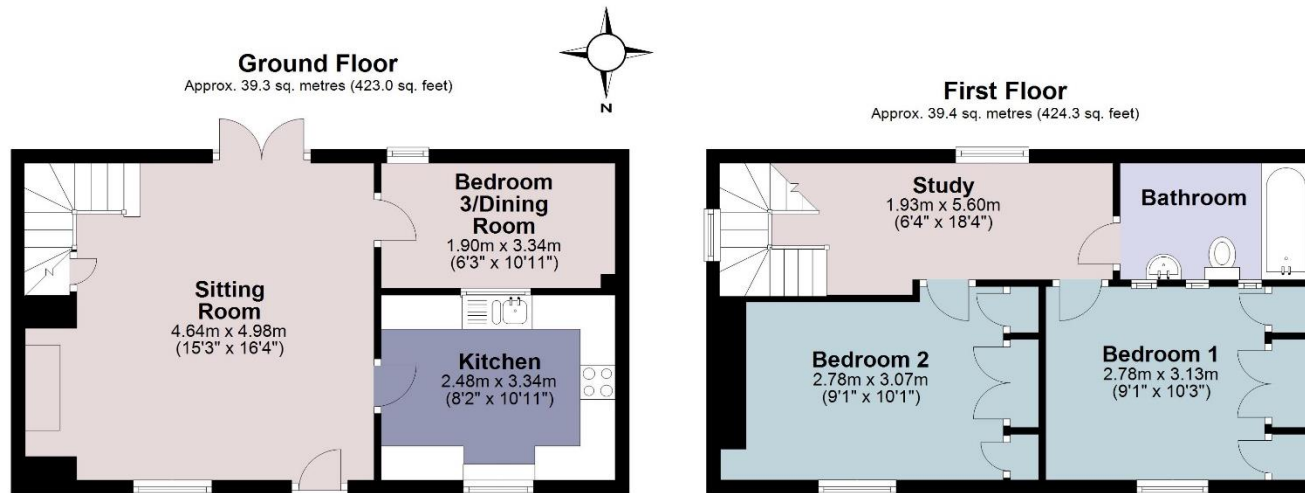 Ground Floor
Approx. 39.3 sq. metres (423.0 sq. feet)
N
Bedroom
3/Dining
Room
1.90m x 3.34m
(6'3" x 10'11")
Sitting
Room
4.64m x 4.98m
(15'3" x 16'4")
Kitchen
2.48m x 3.34m
(8'2" x 10'11")
First Floor
Approx. 39.4 sq. metres (424.3 sq. feet)
Study
1.93m x 5.60m
(6'4" x 18'4")
Bathroom
Bedroom 2
2.78m x 3.07m
(9'1" x 10'1")
Bedroom 1
2.78m x 3.13m
(9'1" x 10'3")